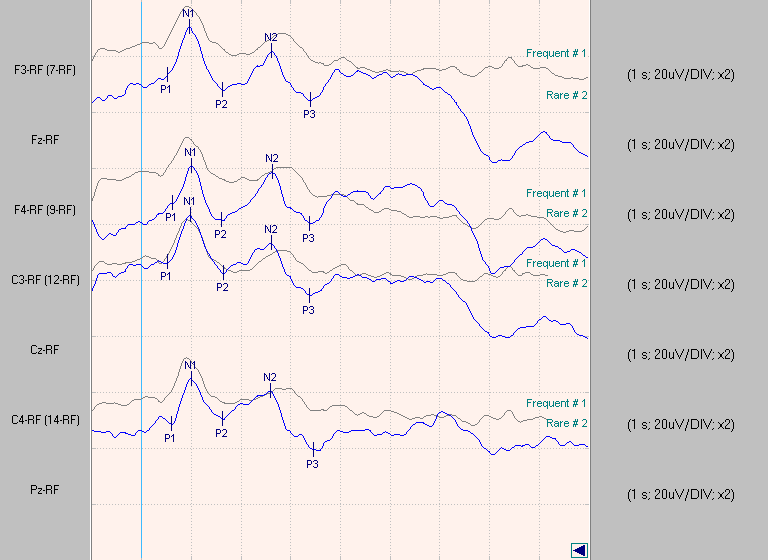 N1
N2
Frequent # 1
F3-RF (7-RF)
(1 s; 20uV/DIV; x2)
P1
Rare # 2
P2
P3
Fz-RF
(1 s; 20uV/DIV; x2)
N1
N2
Frequent # 1
F4-RF (9-RF)
(1 s; 20uV/DIV; x2)
N1
P1
Rare # 2
P2
N2
P3
Frequent # 1
P1
C3-RF (12-RF)
(1 s; 20uV/DIV; x2)
P2
Rare # 2
P3
Cz-RF
(1 s; 20uV/DIV; x2)
N1
N2
Frequent # 1
C4-RF (14-RF)
(1 s; 20uV/DIV; x2)
Rare # 2
P1
P2
P3
Pz-RF
(1 s; 20uV/DIV; x2)